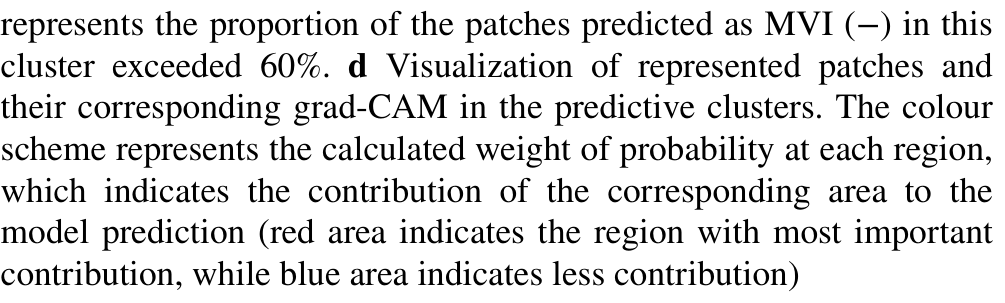 represents the proportion of the patches predicted as MVI (−) in this
cluster exceeded 60%. d Visualization of represented patches and
their corresponding grad-CAM in the predictive clusters. The colour
scheme represents the calculated weight of probability at each region,
which indicates the contribution of the corresponding area to the
model prediction (red area indicates the region with most important
contribution, while blue area indicates less contribution)